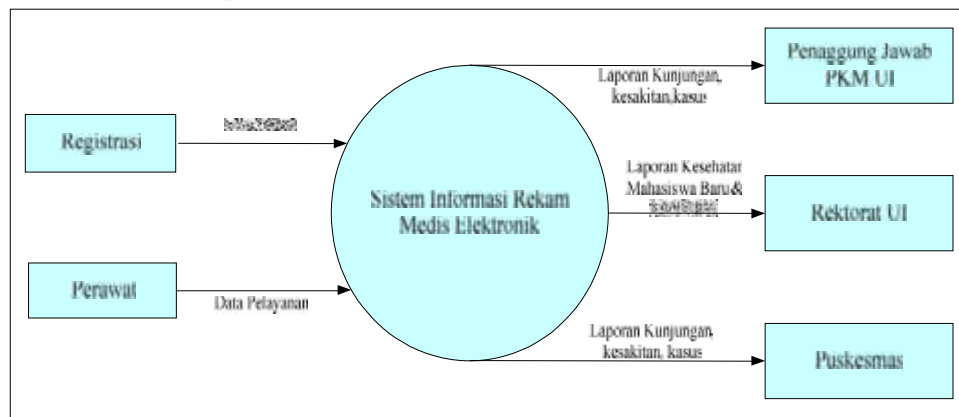 Registrasi
Perawat
Data Pelayanan
Sistem Informasi Rekam
Medis Elektronik
Laporan Kunjungan,
kesakitan,kasus
Penaggung Jawab
PKM UI
Laporan Kesehatan
Mahasiswa Baru&
Rektorat UI
Laporan Kunjungan,
kesakitan, kasus
Puskesmas